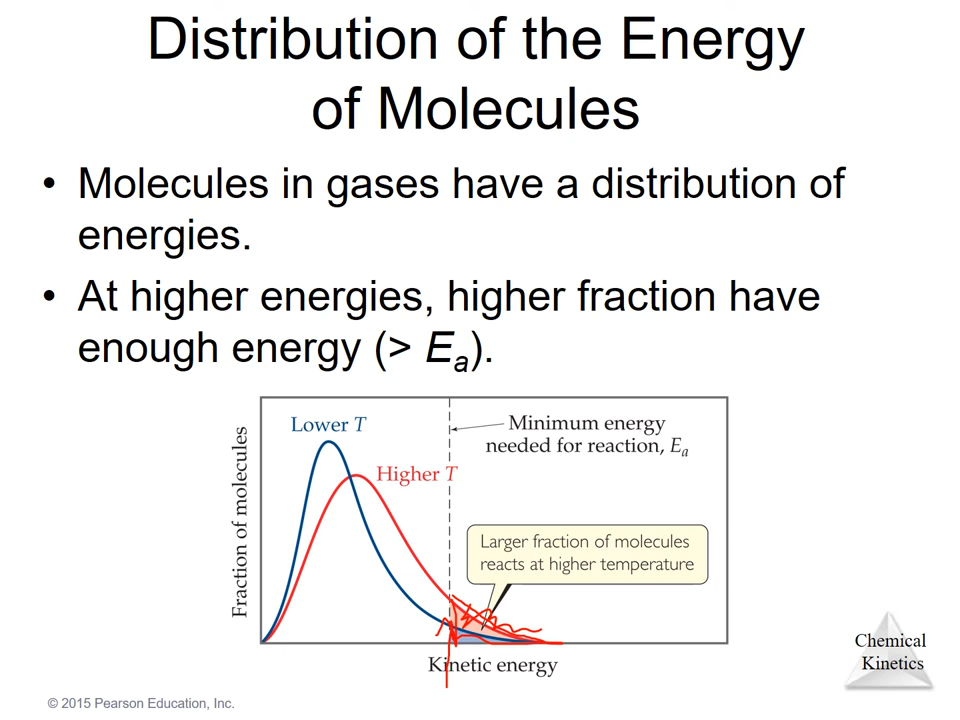 Distribution of the Energy
of Molecules
• Molecules in gases have a distribution of
energies.
• At higher energies, higher fraction have
enough energy (> Ea).
Lower T
Minimum energy
needed for reaction, Ea
Higher T
Larger fraction of molecules
reacts at higher temperature
Fraction of molecules
Kinetic energy
Chemical
Kinetics
© 2015 Pearson Education, Inc.